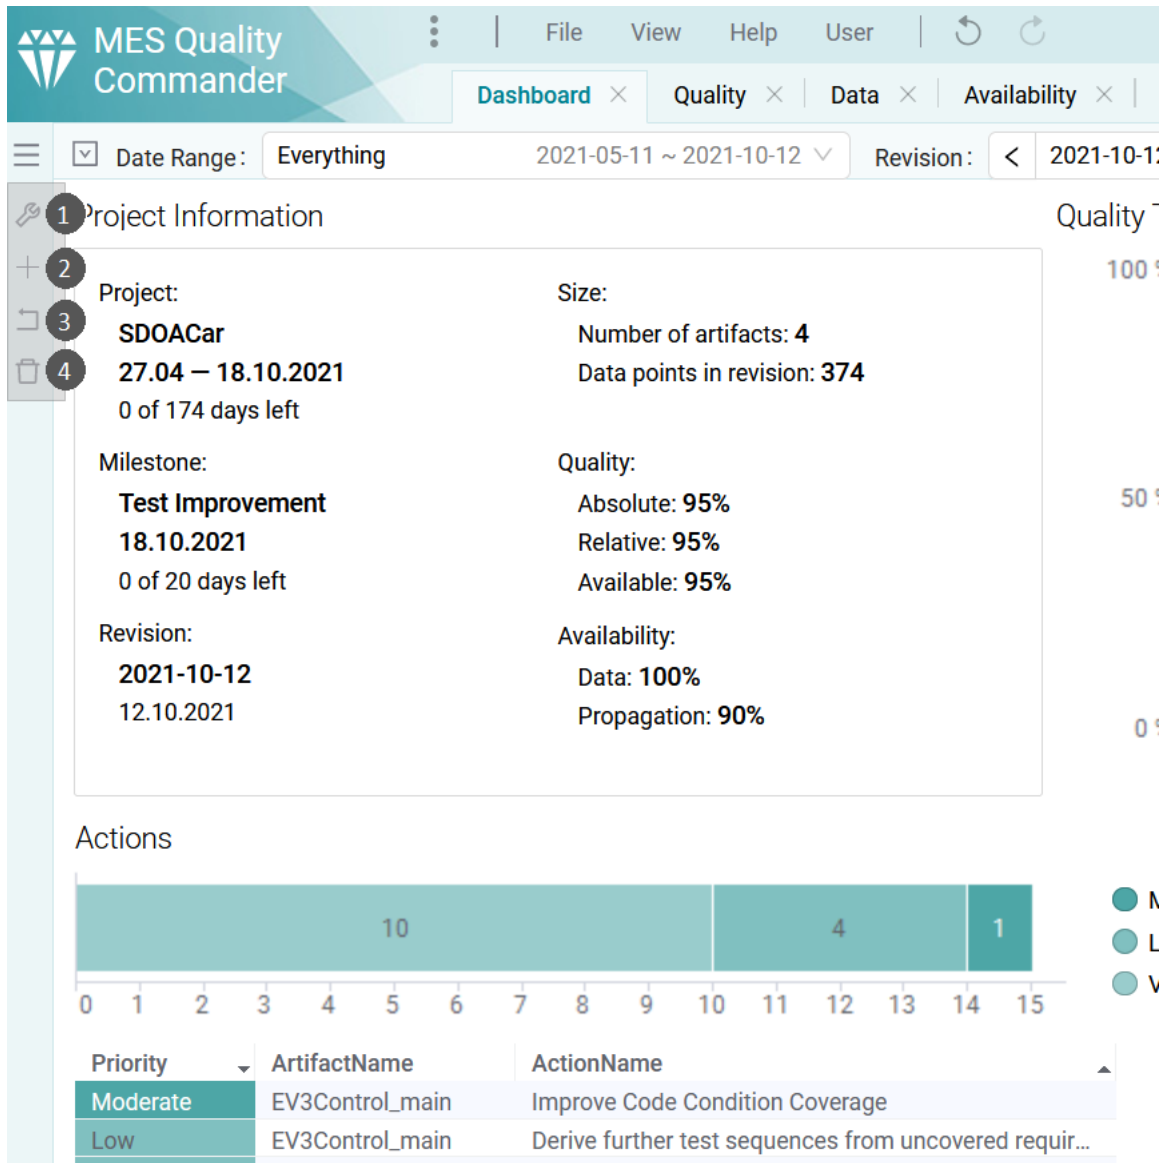 MES Quality
Commander
File View Help User
Dashboard Quality Data Availability
Date Range: Everything 2021-05-11 ~ 2021-10-12 Revision: < 2021-10-12
1
2
3
4
Project Information
Quality
100 %
50 %
0 %
Project:
SDOACar
27.04 — 18.10.2021
0 of 174 days left
Size:
Number of artifacts: 4
Data points in revision: 374
Milestone:
Test Improvement
18.10.2021
0 of 20 days left
Quality:
Absolute: 95%
Relative: 95%
Available: 95%
Revision:
2021-10-12
12.10.2021
Availability:
Data: 100%
Propagation: 90%
Actions
10 4 1
0 1 2 3 4 5 6 7 8 9 10 11 12 13 14 15
M
L
V
Priority ArtifactName ActionName
Moderate EV3Control_main Improve Code Condition Coverage
Low EV3Control_main Derive further test sequences from uncovered requir...